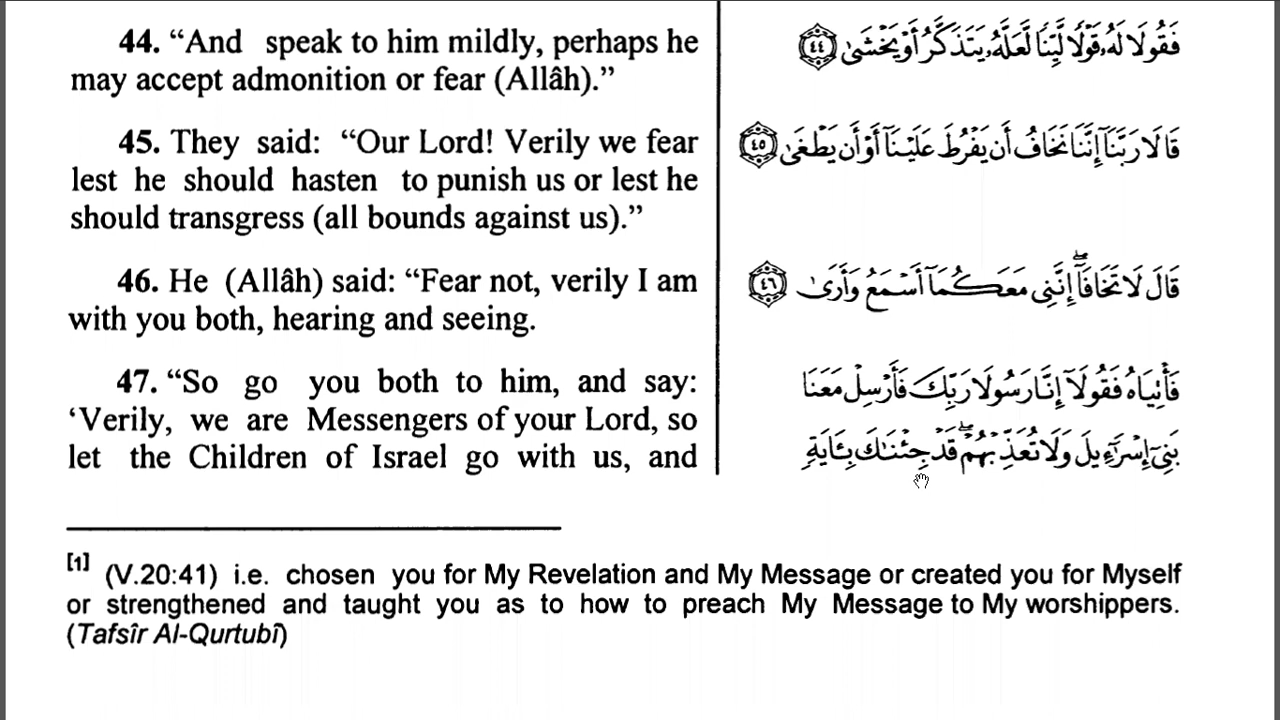 44. “And speak to him mildly, perhaps he
may accept admonition or fear (Allâh).”
فَقُولَا لَهُۥ قَوْلًا لَّيِّنًا لَّعَلَّهُۥ يَتَذَكَّرُ أَوْ يَخْشَىٰ ٤٤
45. They said: “Our Lord! Verily we fear
lest he should hasten to punish us or lest he
should transgress (all bounds against us).”
قَالَا رَبَّنَآ إِنَّنَا نَخَافُ أَن يَفْرُطَ عَلَيْنَآ أَوْ أَن يَطْغَىٰ ٤٥
46. He (Allâh) said: “Fear not, verily I am
with you both, hearing and seeing.
قَالَ لَا تَخَافَآ ۖ إِنَّنِى مَعَكُمَآ أَسْمَعُ وَأَرَىٰ ٤٦
47. “So go you both to him, and say:
‘Verily, we are Messengers of your Lord, so
let the Children of Israel go with us, and
فَأْتِيَاهُ فَقُولَآ إِنَّا رَسُولَا رَبِّكَ فَأَرْسِلْ مَعَنَا
بَنِىٓ إِسْرَٰٓءِيلَ وَلَا تُعَذِّبْهُمْ ۖ قَدْ جِئْنَٰكَ بِـَٔايَةٍ
[1] (V.20:41) i.e. chosen you for My Revelation and My Message or created you for Myself
or strengthened and taught you as to how to preach My Message to My worshippers.
(Tafsîr Al-Qurtubî)